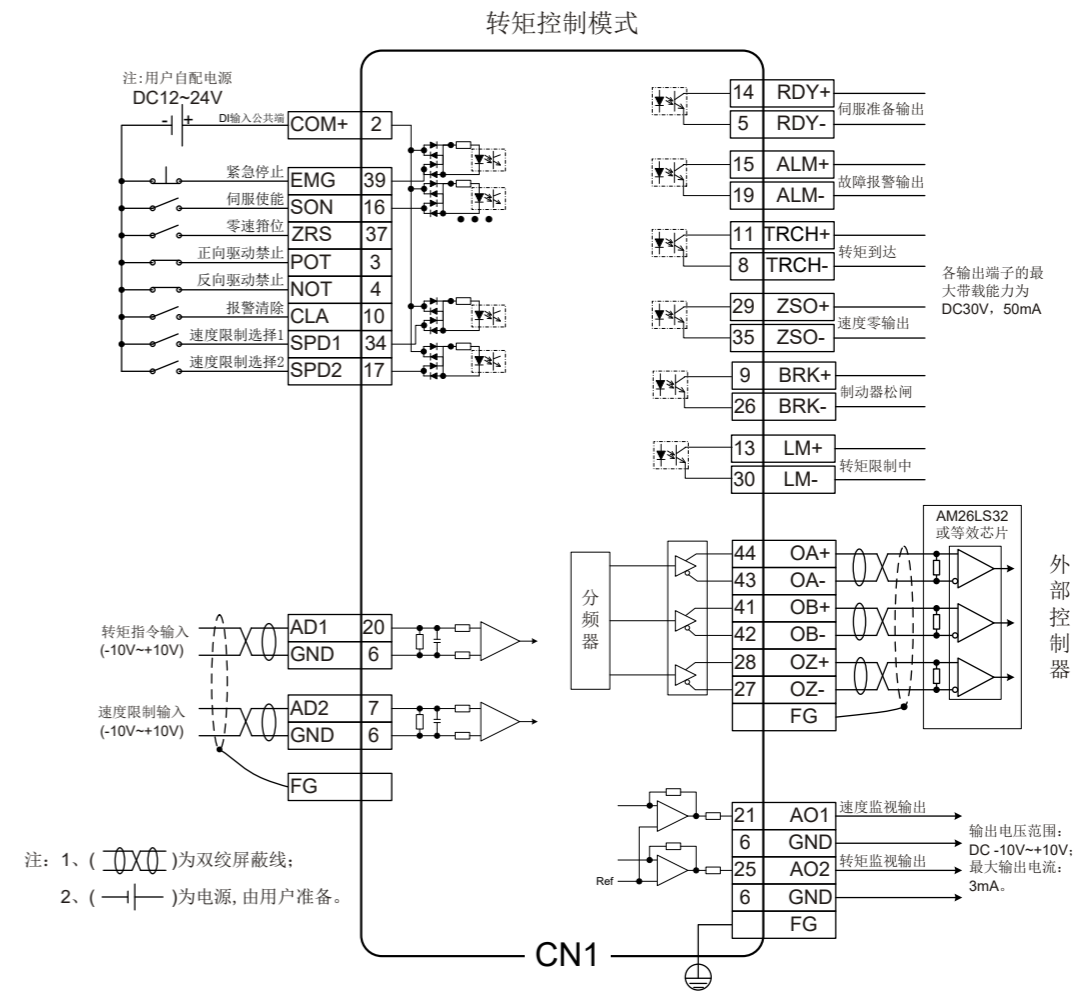 转矩控制模式
注:用户自配电源
DC12~24V
- +
DI输入公共端
COM+ 2
紧急停止 EMG 39
伺服使能 SON 16
零速箝位 ZRS 37
正向驱动禁止 POT 3
反向驱动禁止 NOT 4
报警清除 CLA 10
速度限制选择1 SPD1 34
速度限制选择2 SPD2 17
转矩指令输入
(-10V~+10V)
AD1 20
GND 6
速度限制输入
(-10V~+10V)
AD2 7
GND 6
FG
注: 1、( )为双绞屏蔽线;
2、( )为电源, 由用户准备。
14 RDY+
伺服准备输出
5 RDY-
15 ALM+
故障报警输出
19 ALM-
11 TRCH+
转矩到达
8 TRCH-
29 ZSO+
速度零输出
35 ZSO-
9 BRK+
制动器松闸
26 BRK-
13 LM+
转矩限制中
30 LM-
各输出端子的最
大带载能力为
DC30V，50mA
分频器
44 OA+
43 OA-
41 OB+
42 OB-
28 OZ+
27 OZ-
FG
AM26LS32
或等效芯片
外部控制器
Ref
21 AO1 速度监视输出
6 GND
25 AO2 转矩监视输出
6 GND
FG
输出电压范围:
DC -10V~+10V;
最大输出电流:
3mA。
CN1